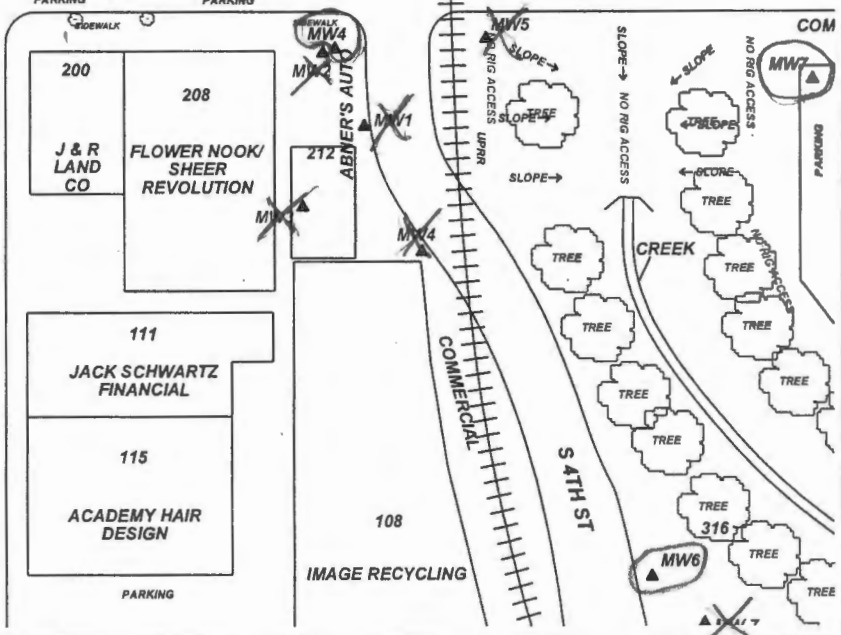 PARKING
PARKING
SIDEWALK
SIDEWALK
MW4
MW2
ABNER'S AUTO
200
J & R
LAND
CO
208
FLOWER NOOK/
SHEER
REVOLUTION
212
MW1
MW4
UPRR
MW5
NO RIG ACCESS
SLOPE→
TREE
SLOPE→
SLOPE→
SLOPE→
NO RIG ACCESS
←SLOPE
NO RIG ACCESS
TREE
←SLOPE
←SLOPE
TREE
COM
MW7
PARKING
TREE
CREEK
TREE
NO RIG ACCESS
TREE
TREE
TREE
TREE
TREE
111
JACK SCHWARTZ
FINANCIAL
COMMERCIAL
S 4TH ST
115
ACADEMY HAIR
DESIGN
PARKING
108
IMAGE RECYCLING
TREE
316
TREE
TREE
MW6